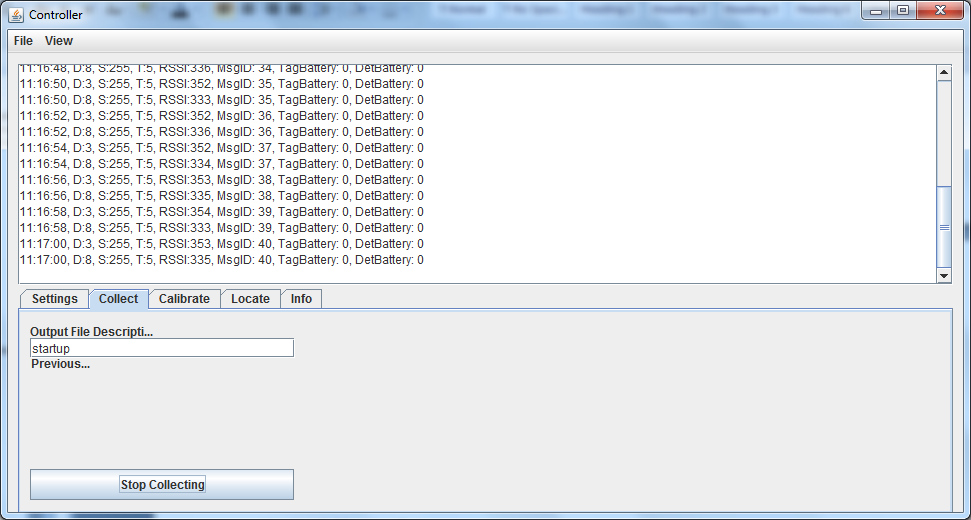 Controller
File View
11:16:48, D:8, S:255, T:5, RSSI:336, MsgID: 34, TagBattery: 0, DetBattery: 0
11:16:50, D:3, S:255, T:5, RSSI:352, MsgID: 35, TagBattery: 0, DetBattery: 0
11:16:50, D:8, S:255, T:5, RSSI:333, MsgID: 35, TagBattery: 0, DetBattery: 0
11:16:52, D:3, S:255, T:5, RSSI:352, MsgID: 36, TagBattery: 0, DetBattery: 0
11:16:52, D:8, S:255, T:5, RSSI:336, MsgID: 36, TagBattery: 0, DetBattery: 0
11:16:54, D:3, S:255, T:5, RSSI:352, MsgID: 37, TagBattery: 0, DetBattery: 0
11:16:54, D:8, S:255, T:5, RSSI:334, MsgID: 37, TagBattery: 0, DetBattery: 0
11:16:56, D:3, S:255, T:5, RSSI:353, MsgID: 38, TagBattery: 0, DetBattery: 0
11:16:56, D:8, S:255, T:5, RSSI:335, MsgID: 38, TagBattery: 0, DetBattery: 0
11:16:58, D:3, S:255, T:5, RSSI:354, MsgID: 39, TagBattery: 0, DetBattery: 0
11:16:58, D:8, S:255, T:5, RSSI:333, MsgID: 39, TagBattery: 0, DetBattery: 0
11:17:00, D:3, S:255, T:5, RSSI:353, MsgID: 40, TagBattery: 0, DetBattery: 0
11:17:00, D:8, S:255, T:5, RSSI:335, MsgID: 40, TagBattery: 0, DetBattery: 0
Settings Collect Calibrate Locate Info
Output File Descripti...
startup
Previous...
Stop Collecting